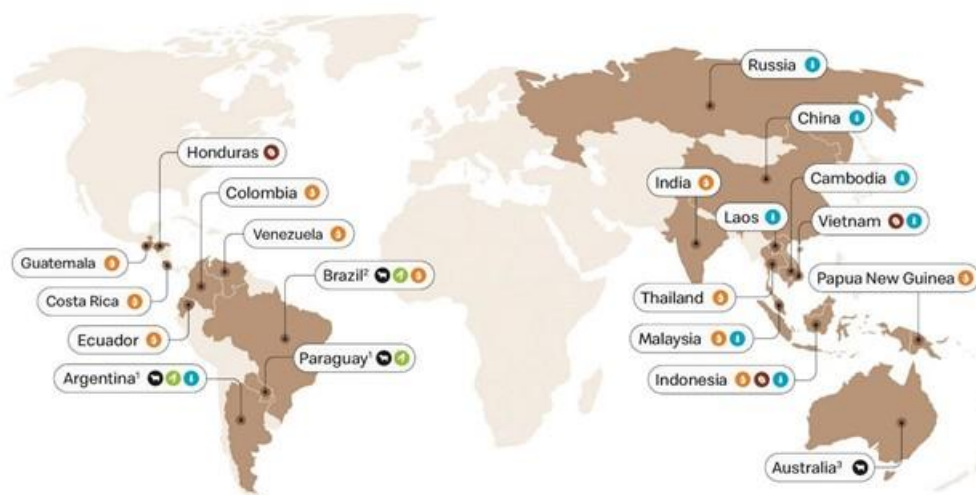 Russia
China
Honduras
Colombia
India
Cambodia
Laos
Vietnam
Venezuela
Guatemala
Brazil²
Papua New Guinea
Costa Rica
Thailand
Ecuador
Malaysia
Paraguay¹
Argentina¹
Indonesia
Australia³